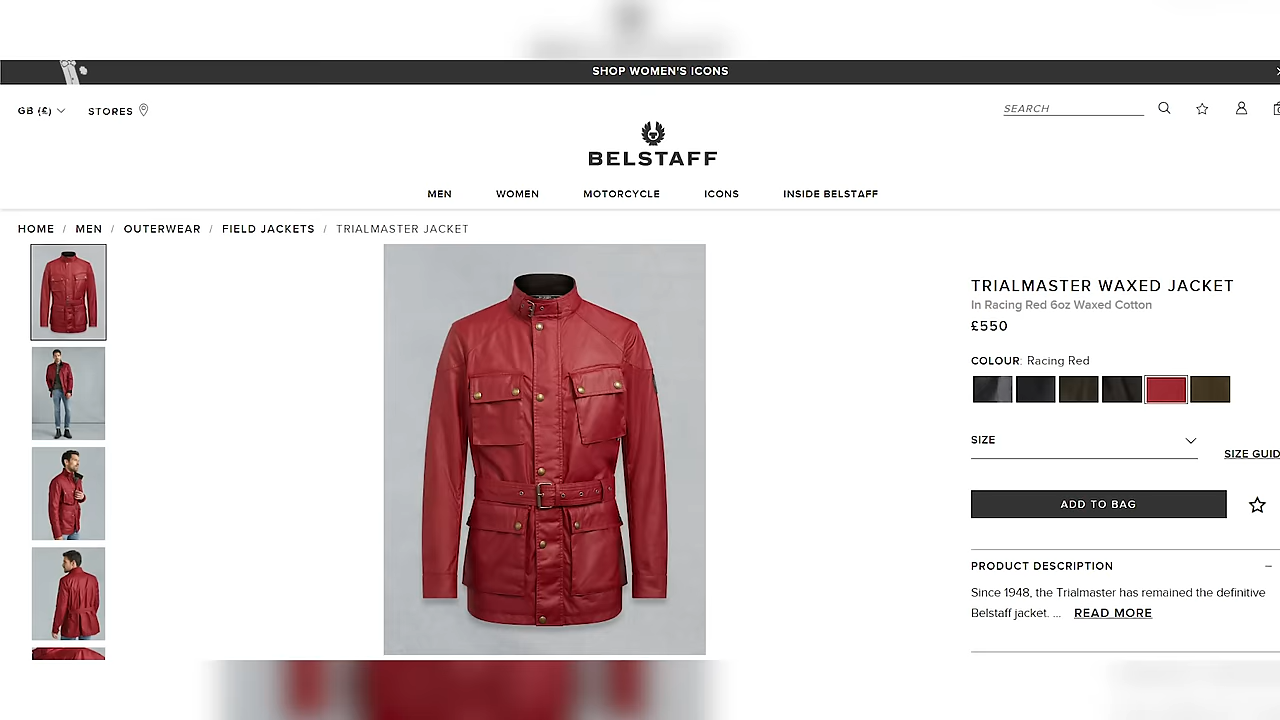 SHOP WOMEN'S ICONS
GB (£)
STORES
SEARCH
BELSTAFF
MEN
WOMEN
MOTORCYCLE
ICONS
INSIDE BELSTAFF
HOME / MEN / OUTERWEAR / FIELD JACKETS / TRIALMASTER JACKET
TRIALMASTER WAXED JACKET
In Racing Red 6oz Waxed Cotton
£550
COLOUR: Racing Red
SIZE
SIZE GUID
ADD TO BAG
PRODUCT DESCRIPTION
Since 1948, the Trialmaster has remained the definitive
Belstaff jacket. ... READ MORE